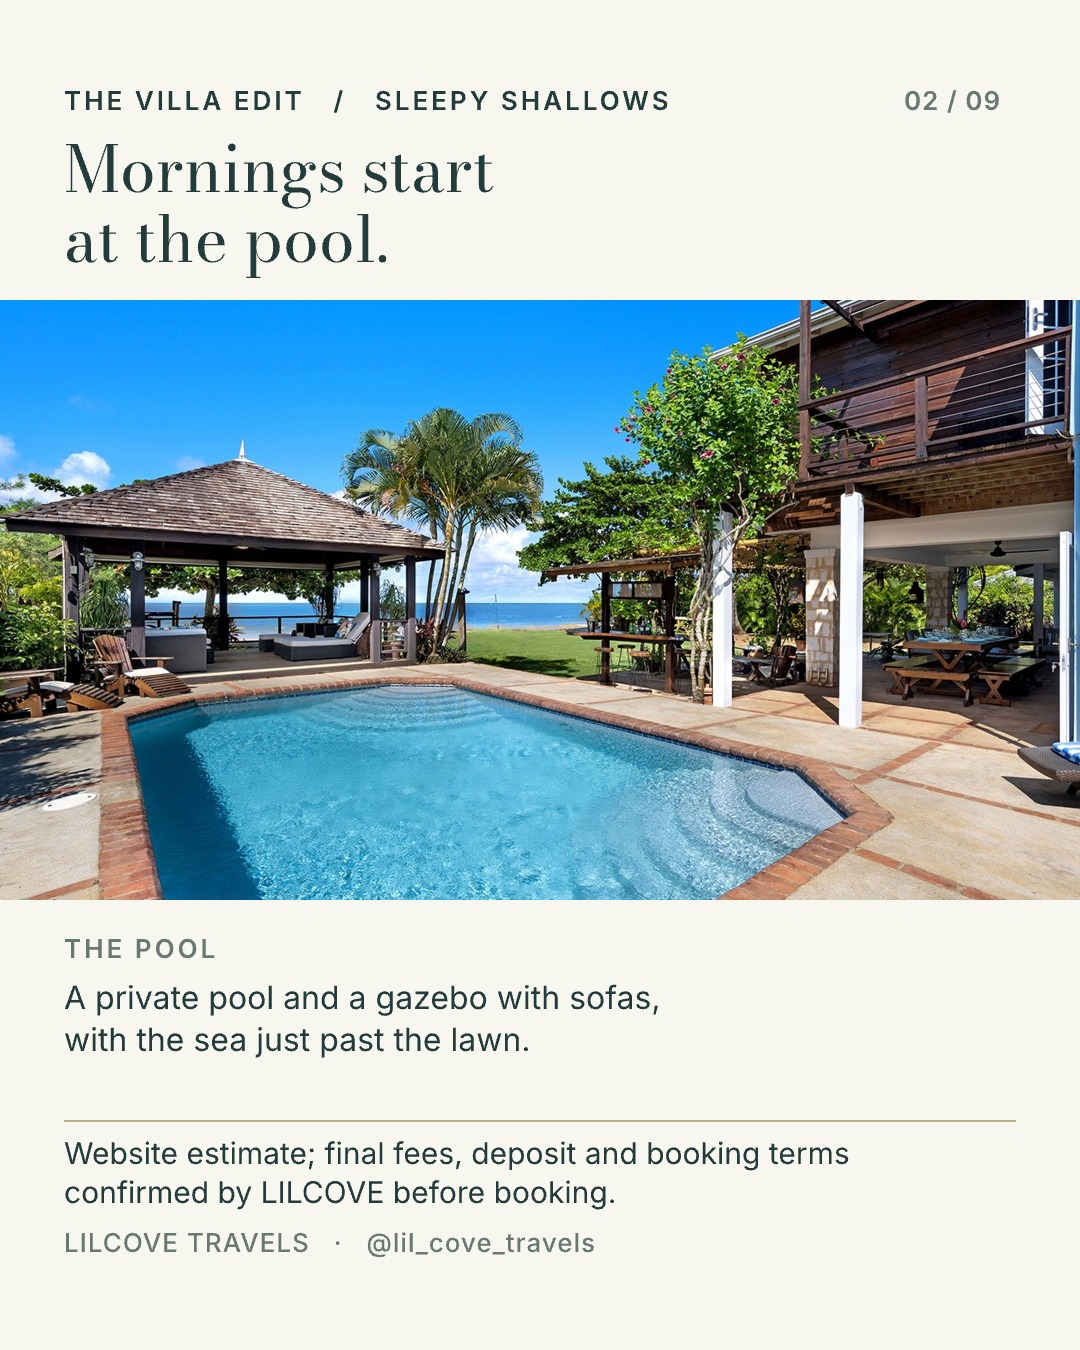 THE VILLA EDIT / SLEEPY SHALLOWS
02 / 09
Mornings start
at the pool.
THE POOL
A private pool and a gazebo with sofas,
with the sea just past the lawn.
Website estimate; final fees, deposit and booking terms
confirmed by LILCOVE before booking.
LILCOVE TRAVELS · @lil_cove_travels